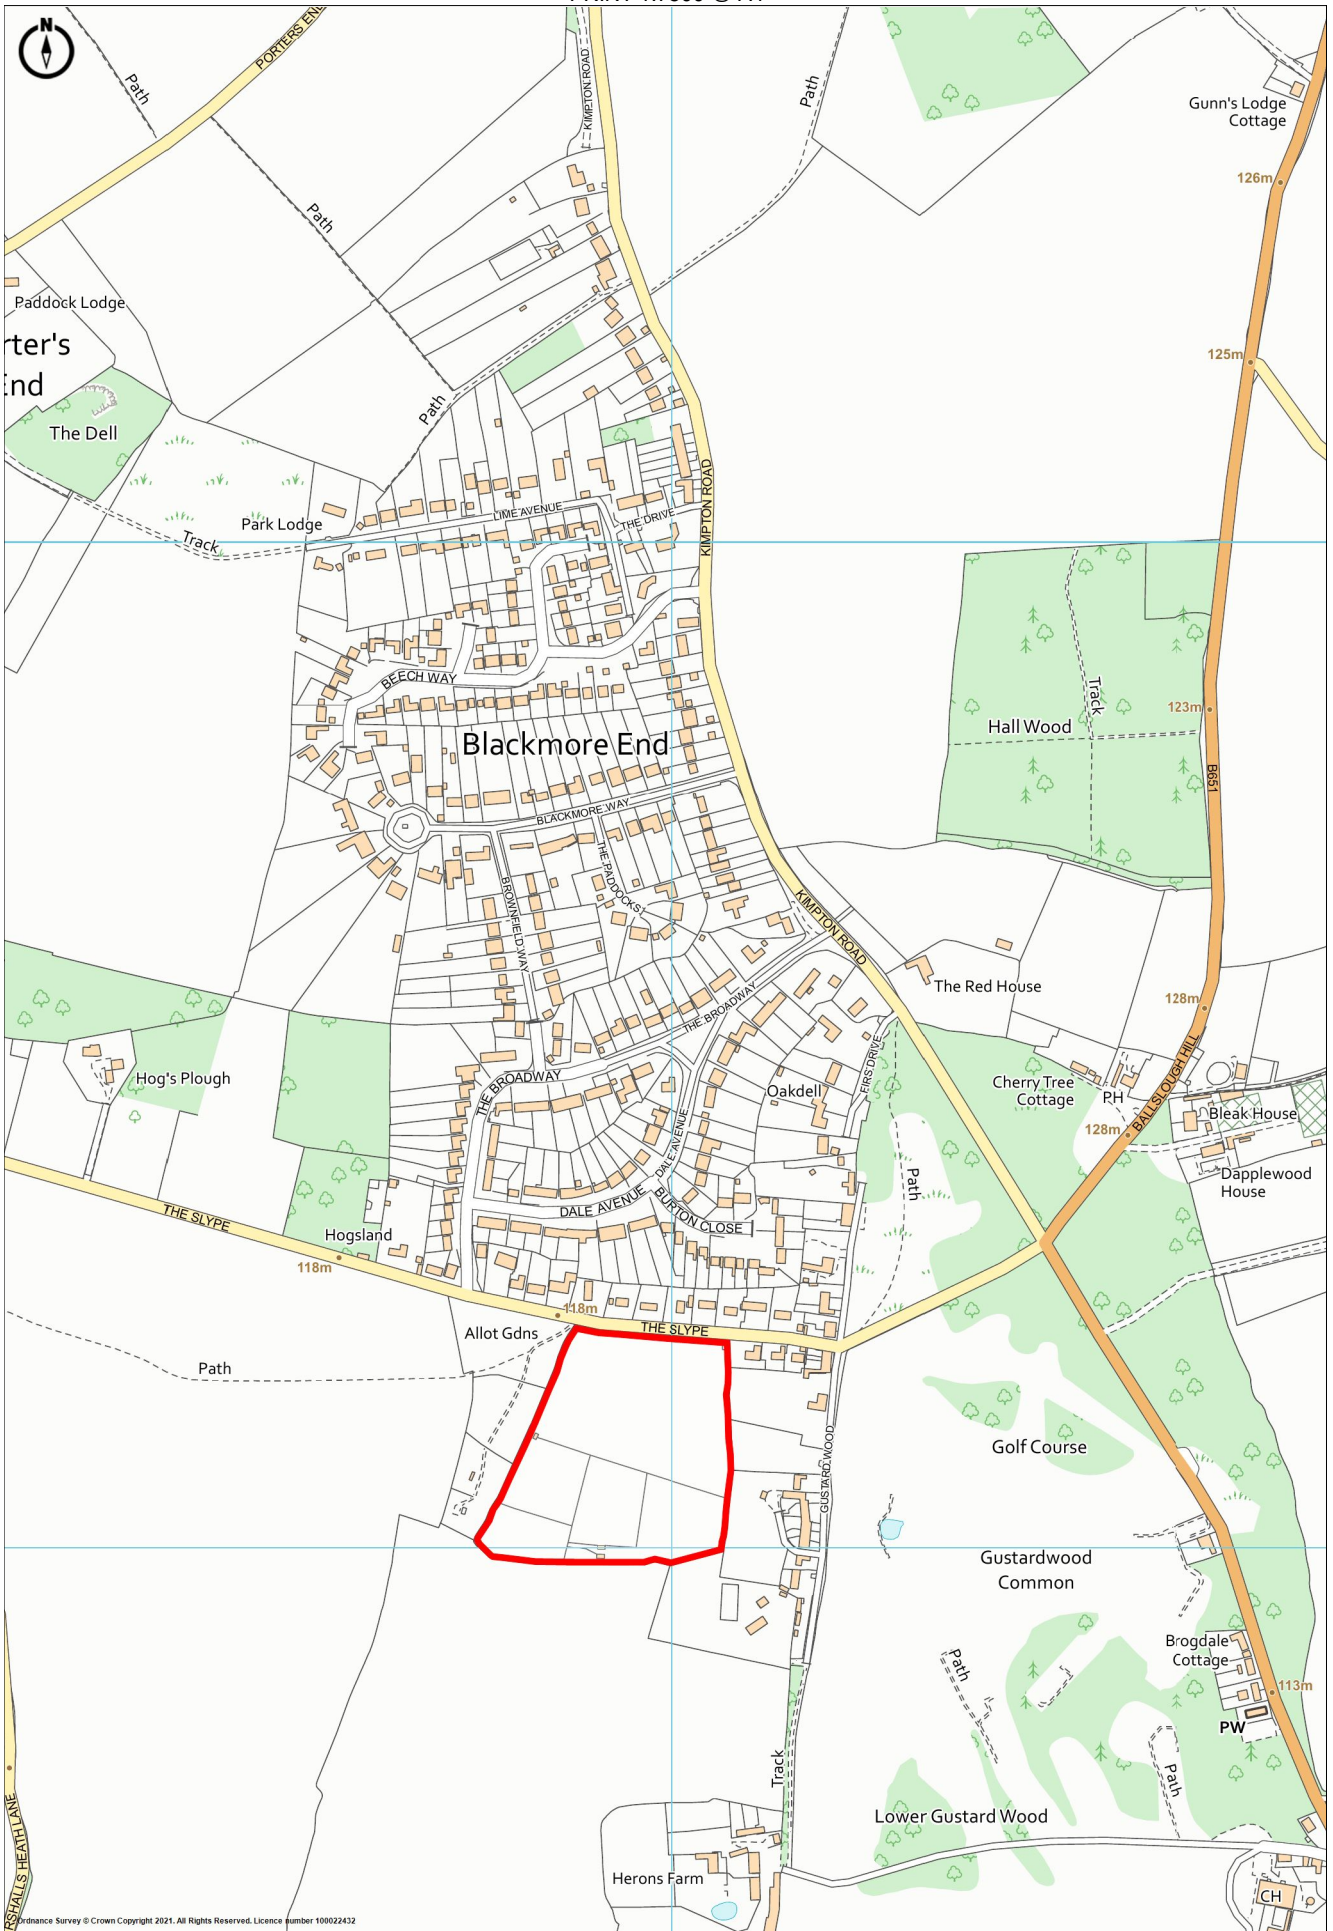 N
PORTERS END
Path
KIMPTON ROAD
Path
Gunn's Lodge
Cottage
126m
Path
Paddock Lodge
rter's
End
125m
Path
The Dell
KIMPTON ROAD
LIME AVENUE
THE DRIVE
Park Lodge
Track
BEECH WAY
Track
123m
Hall Wood
Blackmore End
B651
BLACKMORE WAY
THE PADDOCKS
BROWNFIELD WAY
KIMPTON ROAD
The Red House
128m
THE BROADWAY
FIRS DRIVE
BALLSLOUGH HILL
Hog's Plough
THE BROADWAY
Oakdell
Cherry Tree
Cottage
PH
Bleak House
128m
DALE AVENUE
Path
Dapplewood
House
DALE AVENUE
BURTON CLOSE
THE SLYPE
Hogsland
118m
118m
Allot Gdns
THE SLYPE
Path
GUSTARD WOOD
Golf Course
Gustardwood
Common
Brogdale
Cottage
Path
113m
PW
Track
Path
RSHALLS HEATH LANE
Lower Gustard Wood
Herons Farm
CH
Ordnance Survey © Crown Copyright 2021. All Rights Reserved. Licence number 100022432